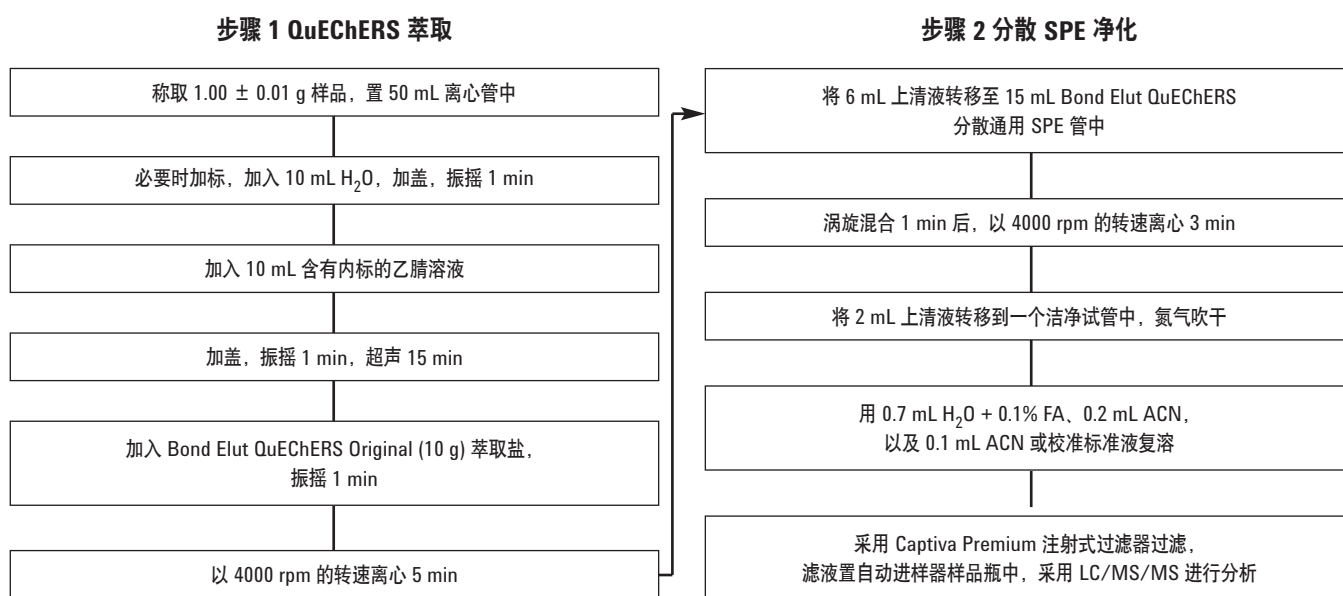 步骤 1 QuEChERS 萃取
称取 1.00 ± 0.01 g 样品，置 50 mL 离心管中
必要时加标，加入 10 mL H₂O，加盖，振摇 1 min
加入 10 mL 含有内标的乙腈溶液
加盖，振摇 1 min，超声 15 min
加入 Bond Elut QuEChERS Original (10 g) 萃取盐，
振摇 1 min
以 4000 rpm 的转速离心 5 min
步骤 2 分散 SPE 净化
将 6 mL 上清液转移至 15 mL Bond Elut QuEChERS
分散通用 SPE 管中
涡旋混合 1 min 后，以 4000 rpm 的转速离心 3 min
将 2 mL 上清液转移到一个洁净试管中，氮气吹干
用 0.7 mL H₂O + 0.1% FA、0.2 mL ACN，
以及 0.1 mL ACN 或校准标准液复溶
采用 Captiva Premium 注射式过滤器过滤，
滤液置自动进样器样品瓶中，采用 LC/MS/MS 进行分析